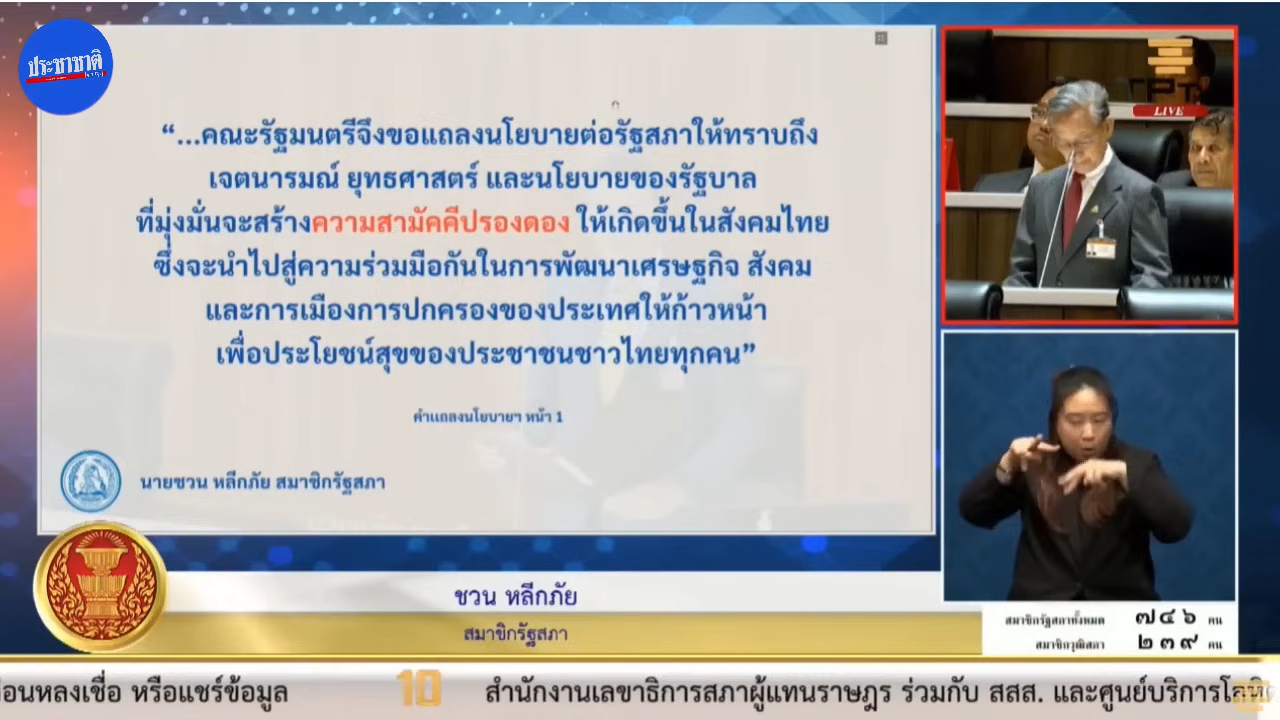 ประชาชาติ
“...คณะรัฐมนตรีจึงขอแถลงนโยบายต่อรัฐสภาให้ทราบถึง
เจตนารมณ์ ยุทธศาสตร์ และนโยบายของรัฐบาล
ที่มุ่งมั่นจะสร้างความสามัคคีปรองดอง ให้เกิดขึ้นในสังคมไทย
ซึ่งจะนำไปสู่ความร่วมมือกันในการพัฒนาเศรษฐกิจ สังคม
และการเมืองการปกครองของประเทศให้ก้าวหน้า
เพื่อประโยชน์สุขของประชาชนชาวไทยทุกคน”
คำแถลงนโยบายฯ หน้า 1
นายชวน หลีกภัย สมาชิกรัฐสภา
LIVE
ชวน หลีกภัย
สมาชิกรัฐสภา
สมาชิกรัฐสภาทั้งหมด ๗๔๖ คน
สมาชิกวุฒิสภา ๒๓๙ คน
อนหลงเชื่อ หรือแชร์ข้อมูล 10 สำนักงานเลขาธิการสภาผู้แทนราษฎร ร่วมกับ สสส. และศูนย์บริการโลหิ